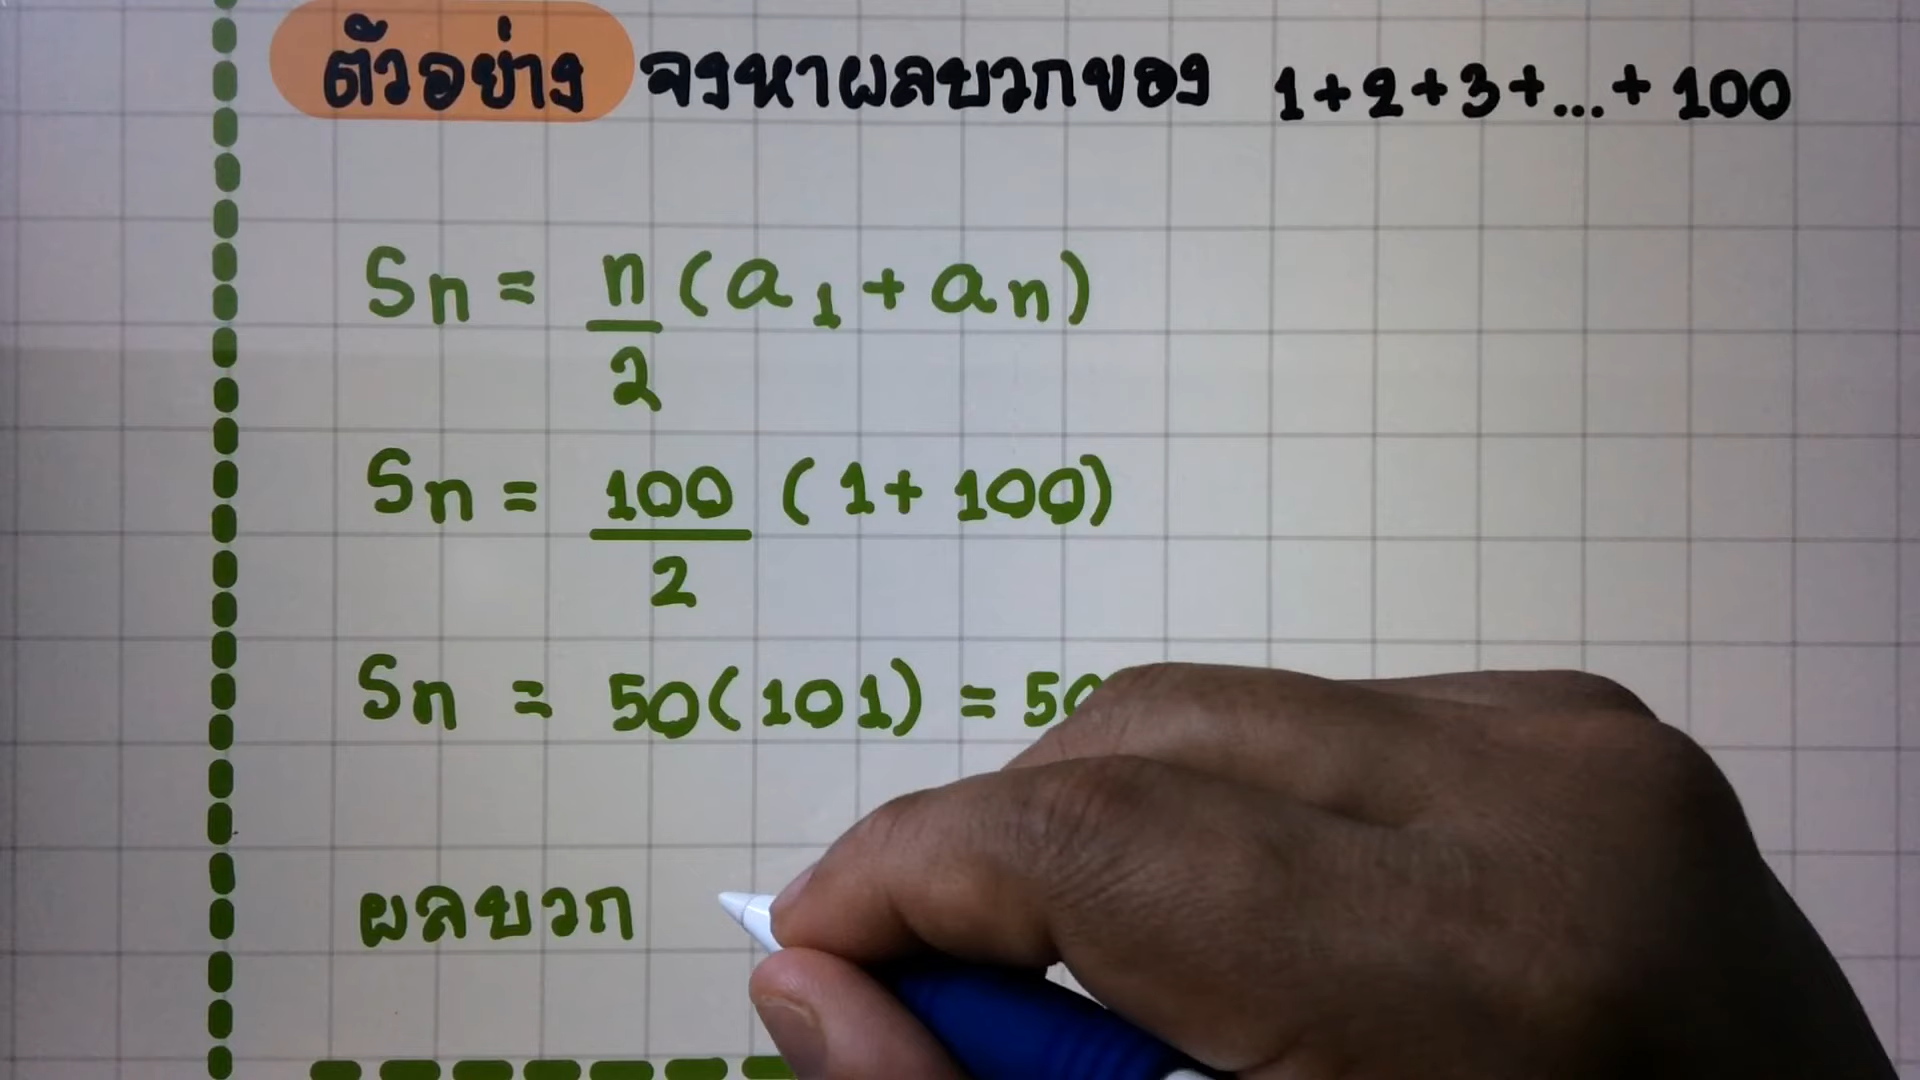 ตัวอย่าง จงหาผลบวกของ 1+2+3+...+100
Sn = n/2 (a1 + an)
Sn = 100/2 (1+100)
Sn = 50(101) = 50
ผลบวก